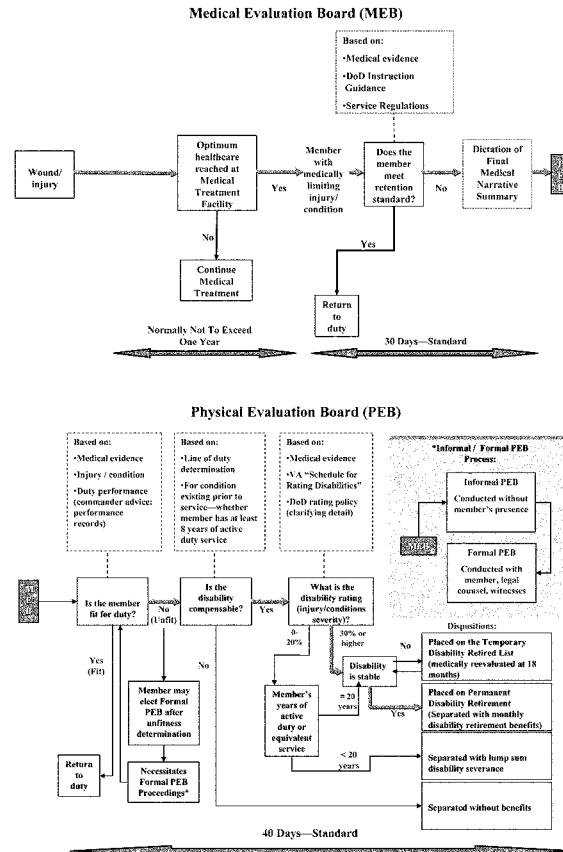 Medical Evaluation Board (MEB)
Based on:
•Medical evidence
•DoD Instruction
Guidance
•Service Regulations
Wound/
injury
Optimum
healthcare
reached at
Medical
Treatment
Facility
Yes
Member
with
medically
limiting
injury/
condition
Does the
member
meet
retention
standard?
No
Dictation of
Final
Medical
Narrative
Summary
No
Continue
Medical
Treatment
Yes
Return
to
duty
Normally Not To Exceed
One Year
30 Days—Standard
Physical Evaluation Board (PEB)
Based on:
•Medical evidence
•Injury / condition
•Duty performance
(commander advice;
performance
records)
Based on:
•Line of duty
determination
•For condition
existing prior to
service—whether
member has at least
8 years of active
duty service
Based on:
•Medical evidence
•VA "Schedule for
Rating Disabilities"
•DoD rating policy
(clarifying detail)
*Informal / Formal PEB
Process:
Informal PEB
Conducted without
member's presence
MEB
Formal PEB
Conducted with
member, legal
counsel, witnesses
Is the member
fit for duty?
No
(Unfit)
Is the
disability
compensable?
Yes
What is the
disability rating
(injury/conditions
severity)?
Yes
(Fit)
Member may
elect Formal
PEB after
unfitness
determination
Necessitates
Formal PEB
Proceedings*
Return
to
duty
No
0-
20%
30% or
higher
Disability
is stable
No
Yes
Member's
years of
active
duty or
equivalent
service
= 20
years
< 20
years
Dispositions:
Placed on the Temporary
Disability Retired List
(medically reevaluated at 18
months)
Placed on Permanent
Disability Retirement
(Separated with monthly
disability retirement benefits)
Separated with lump sum
disability severance
Separated without benefits
40 Days—Standard